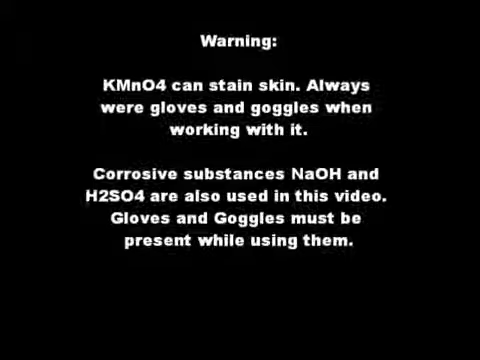 Warning:
KMnO4 can stain skin. Always
were gloves and goggles when
working with it.
Corrosive substances NaOH and
H2SO4 are also used in this video.
Gloves and Goggles must be
present while using them.